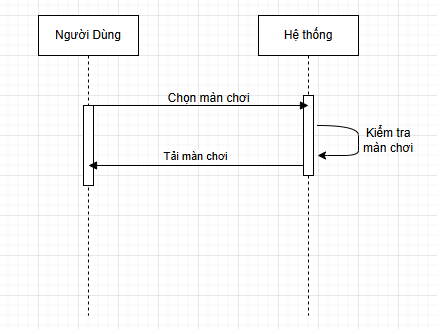 Người Dùng
Hệ thống
Chọn màn chơi
Kiểm tra
màn chơi
Tải màn chơi